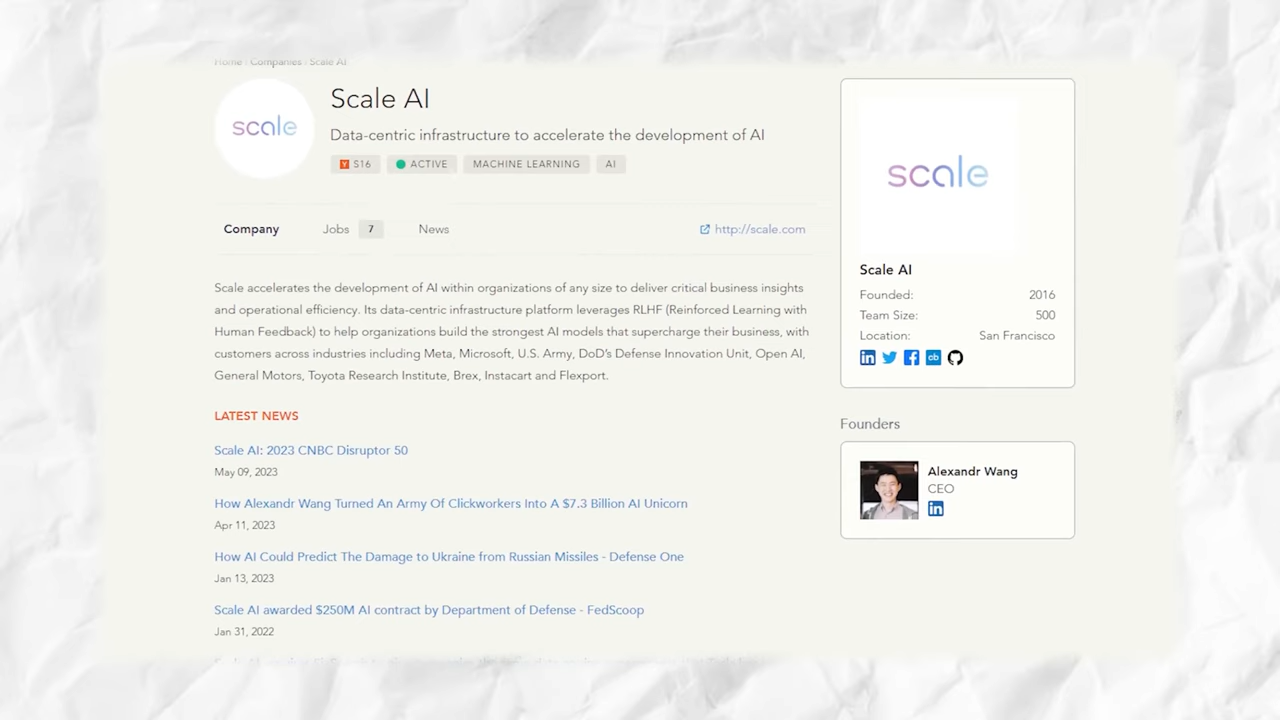 Home › Companies › Scale AI
scale
Scale AI
Data-centric infrastructure to accelerate the development of AI
Y S16 ACTIVE MACHINE LEARNING AI
Company Jobs 7 News http://scale.com
Scale accelerates the development of AI within organizations of any size to deliver critical business insights
and operational efficiency. Its data-centric infrastructure platform leverages RLHF (Reinforced Learning with
Human Feedback) to help organizations build the strongest AI models that supercharge their business, with
customers across industries including Meta, Microsoft, U.S. Army, DoD’s Defense Innovation Unit, Open AI,
General Motors, Toyota Research Institute, Brex, Instacart and Flexport.
LATEST NEWS
Scale AI: 2023 CNBC Disruptor 50
May 09, 2023
How Alexandr Wang Turned An Army Of Clickworkers Into A $7.3 Billion AI Unicorn
Apr 11, 2023
How AI Could Predict The Damage to Ukraine from Russian Missiles - Defense One
Jan 13, 2023
Scale AI awarded $250M AI contract by Department of Defense - FedScoop
Jan 31, 2022
scale
Scale AI
Founded: 2016
Team Size: 500
Location: San Francisco
in cb
Founders
Alexandr Wang
CEO
in